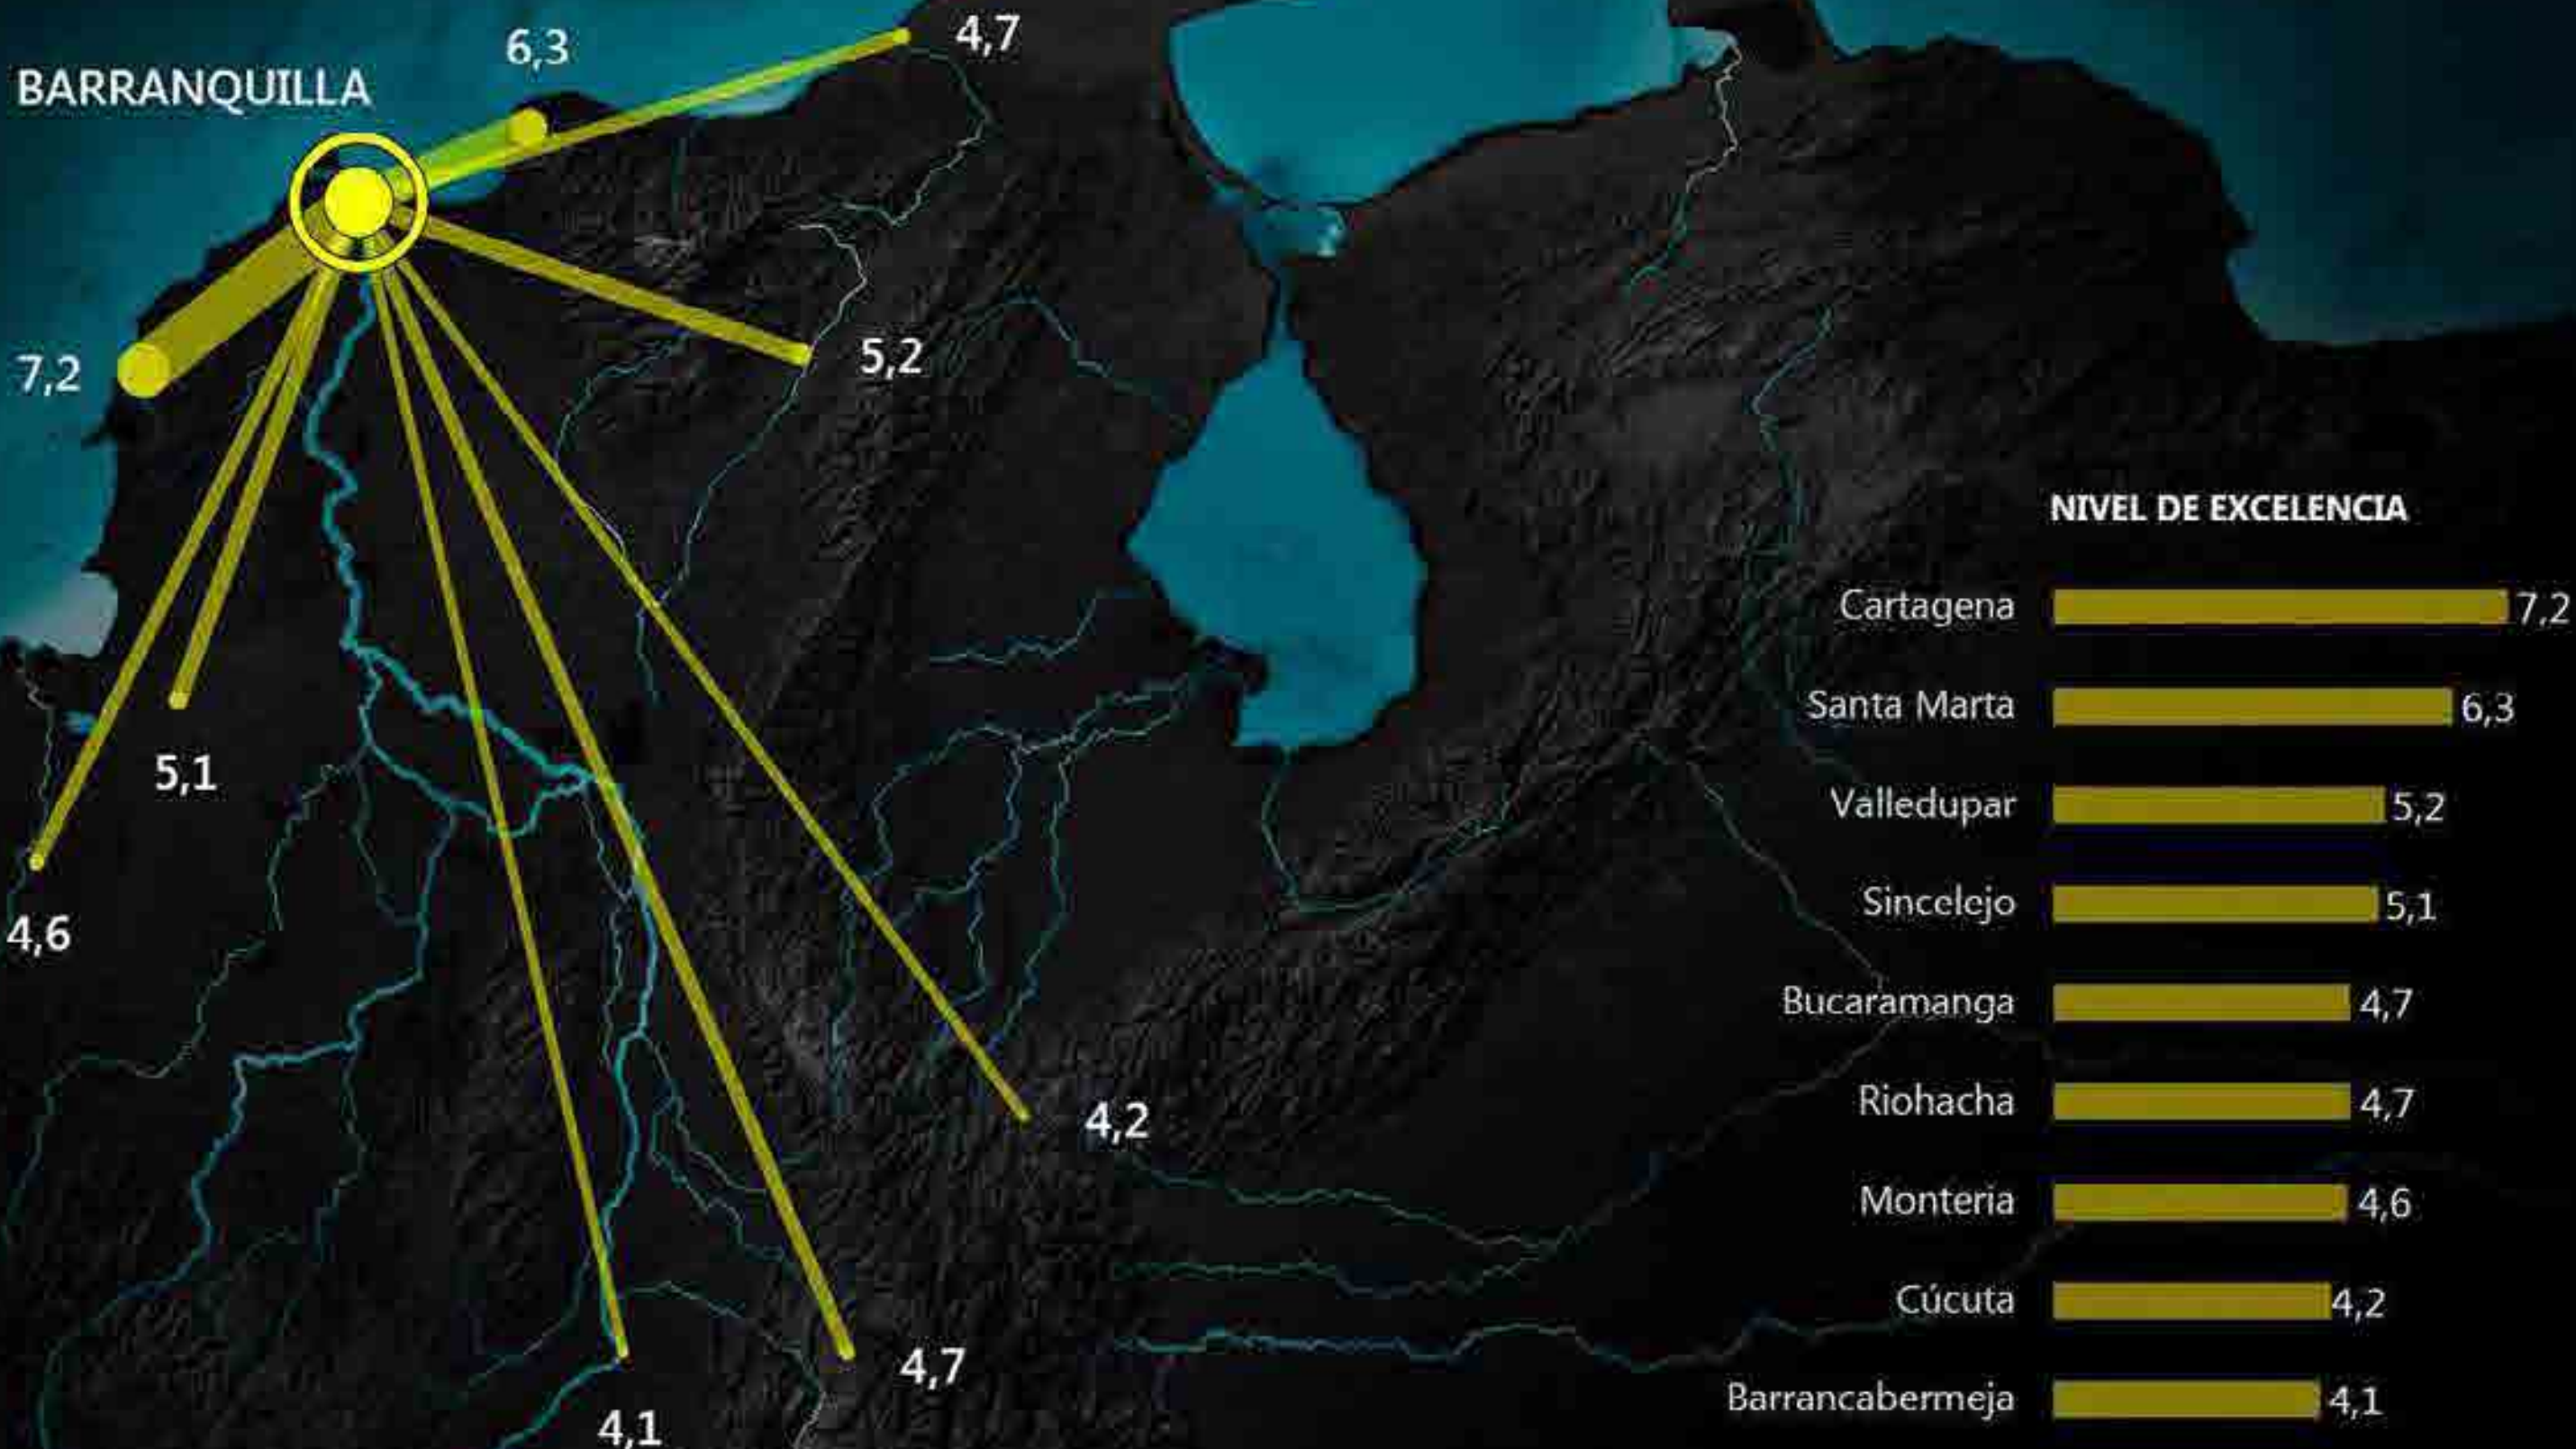 6,3
4,7
BARRANQUILLA
7,2
5,2
5,1
4,6
4,2
4,7
4,1
NIVEL DE EXCELENCIA
Cartagena 7,2
Santa Marta 6,3
Valledupar 5,2
Sincelejo 5,1
Bucaramanga 4,7
Riohacha 4,7
Monteria 4,6
Cúcuta 4,2
Barrancabermeja 4,1